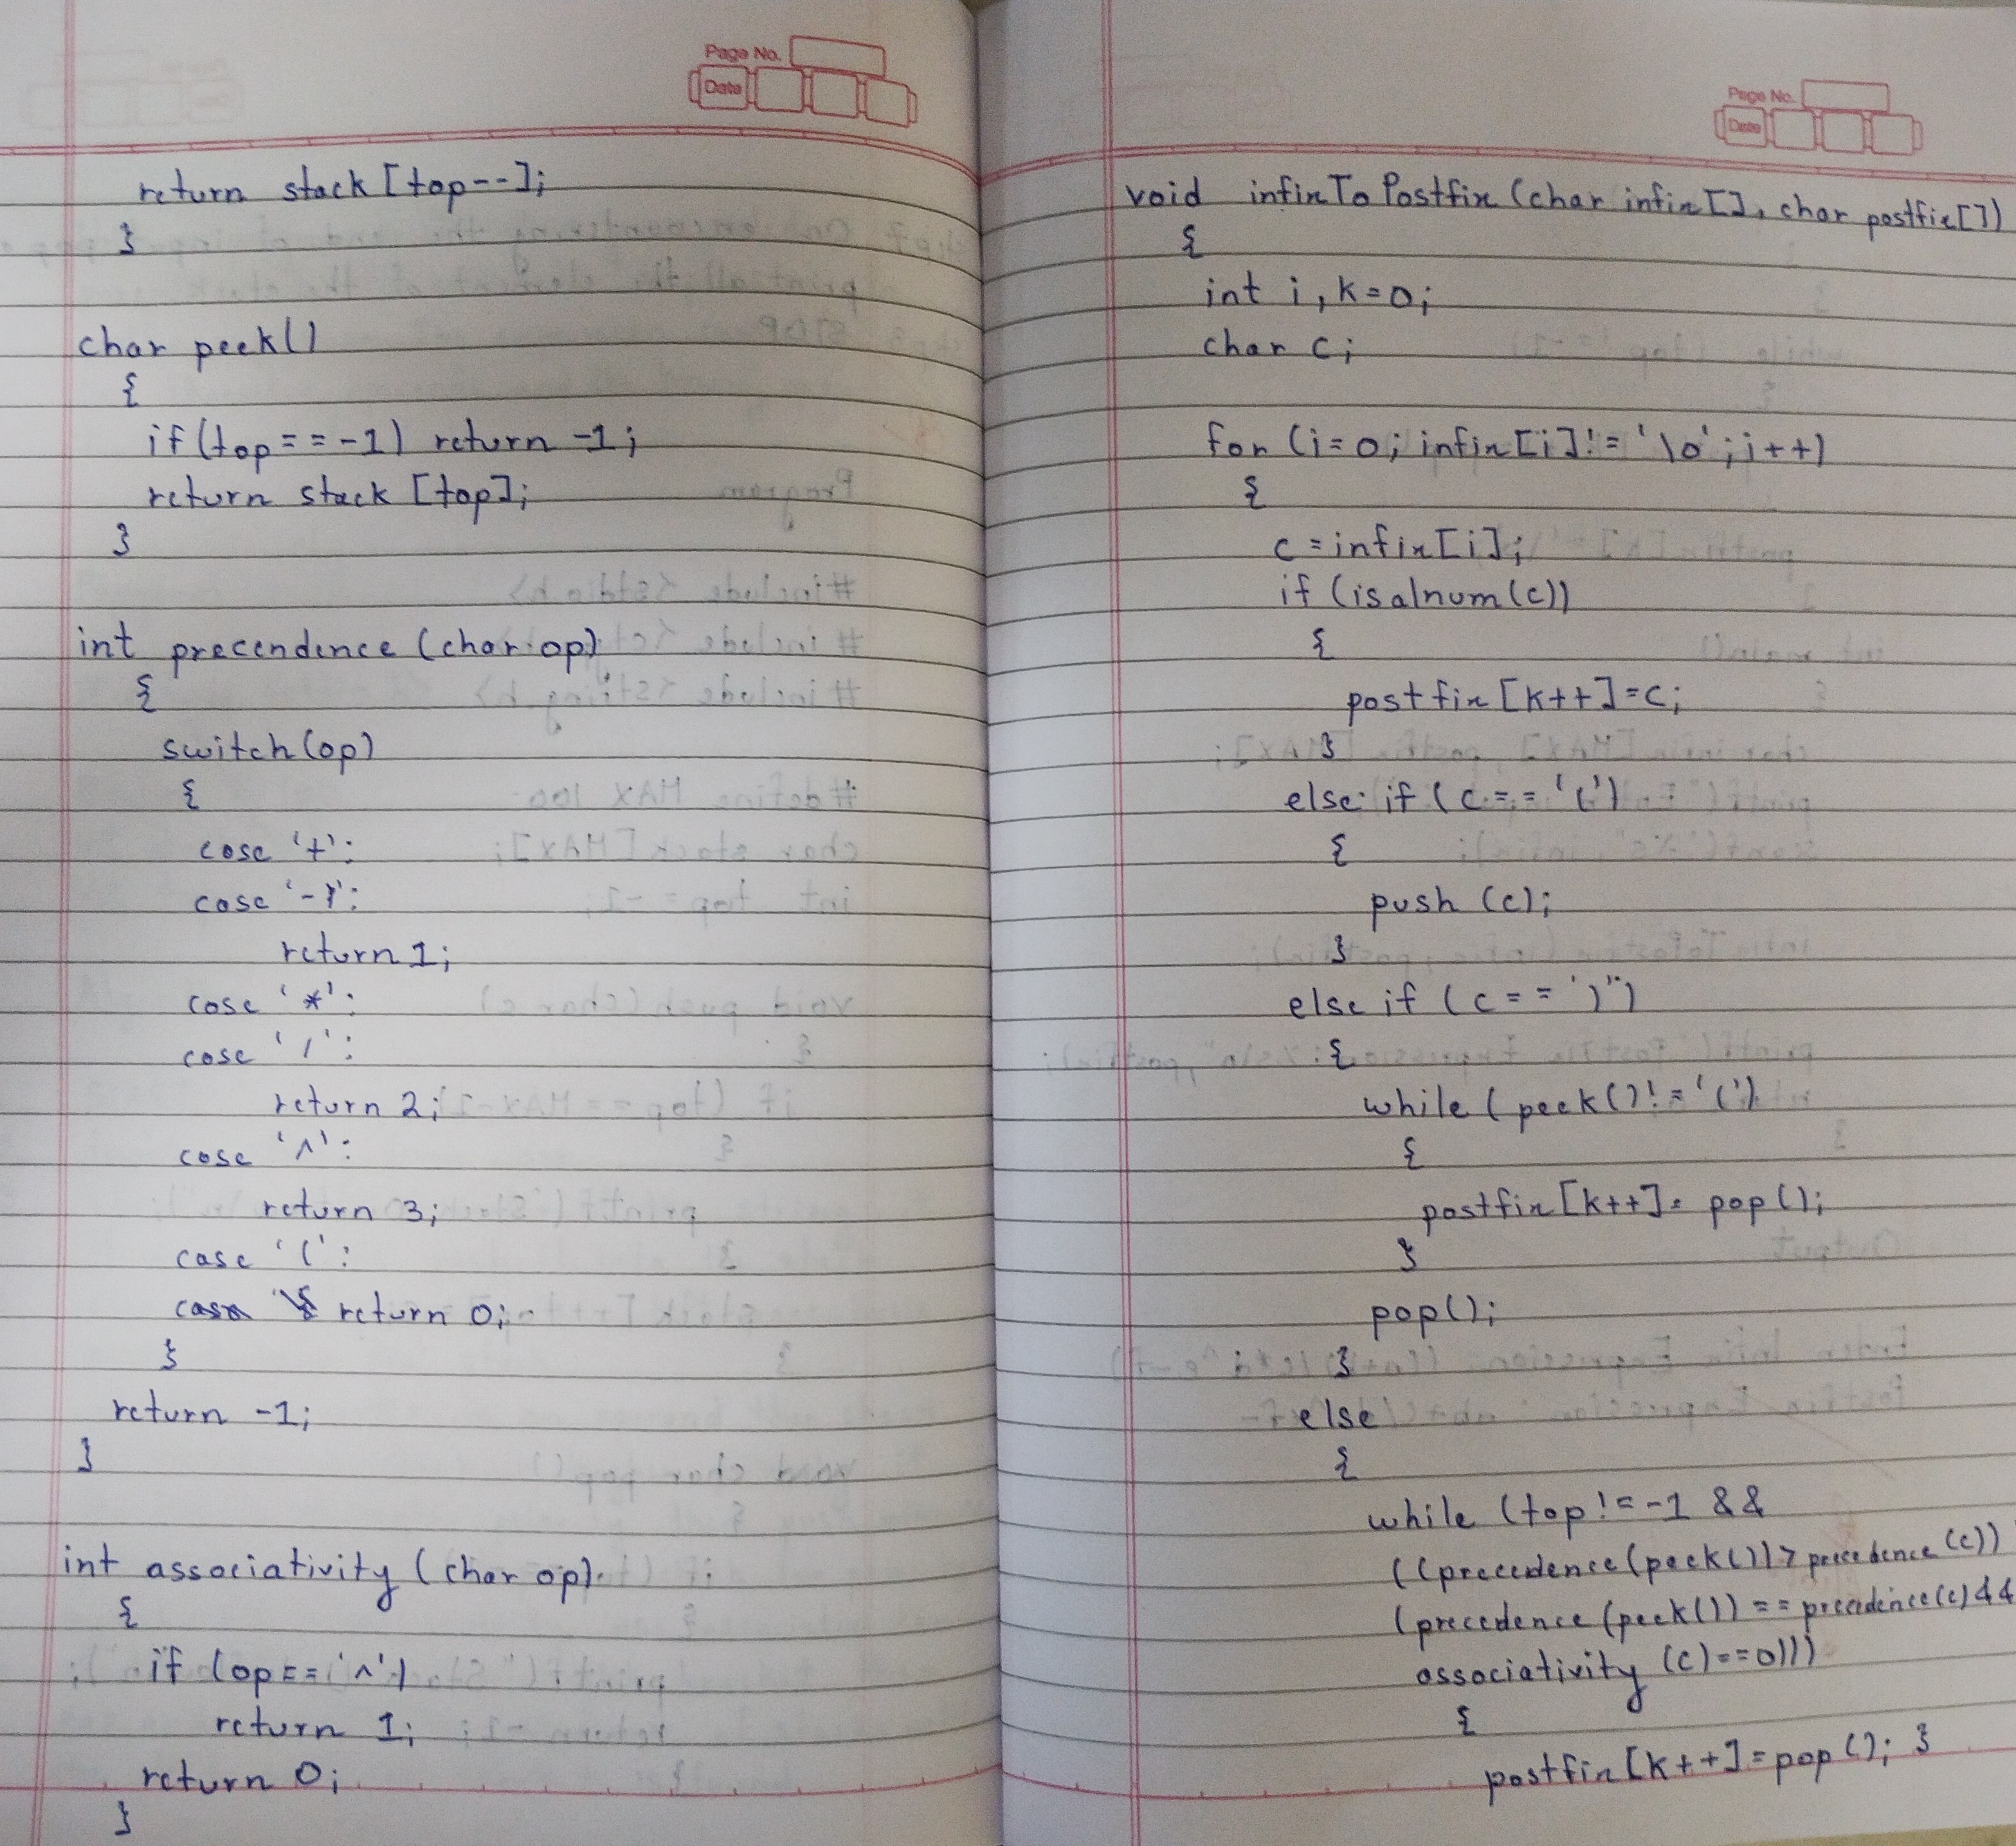 Page No.
Date
return stack [top--];
}
char peek()
{
if(top == -1) return -1;
return stack [top];
}
int precendence (char op)
{
switch(op)
{
case '+':
case '-':
return 1;
case '*':
case '/':
return 2;
case '^':
return 3;
case '(':
return 0;
}
return -1;
}
int associativity (char op)
{
if (op == '^')
return 1;
return 0;
}
Page No.
Date
void infixToPostfix (char infix[], char postfix[])
{
int i, k=0;
char c;
for (i=0; infix[i]!='\0'; i++)
{
c = infix[i];
if (isalnum(c))
{
postfix [k++]=c;
}
else if (c == '(')
{
push (c);
}
else if (c == ')')
{
while (peek()!='(')
{
postfix [k++]= pop();
}
pop();
}
else
{
while (top != -1 &&
((precedence(peek())> precedence (c))
(precedence (peek()) == precedence(c) &&
associativity (c)==0)))
{
postfix [k++]=pop(); }